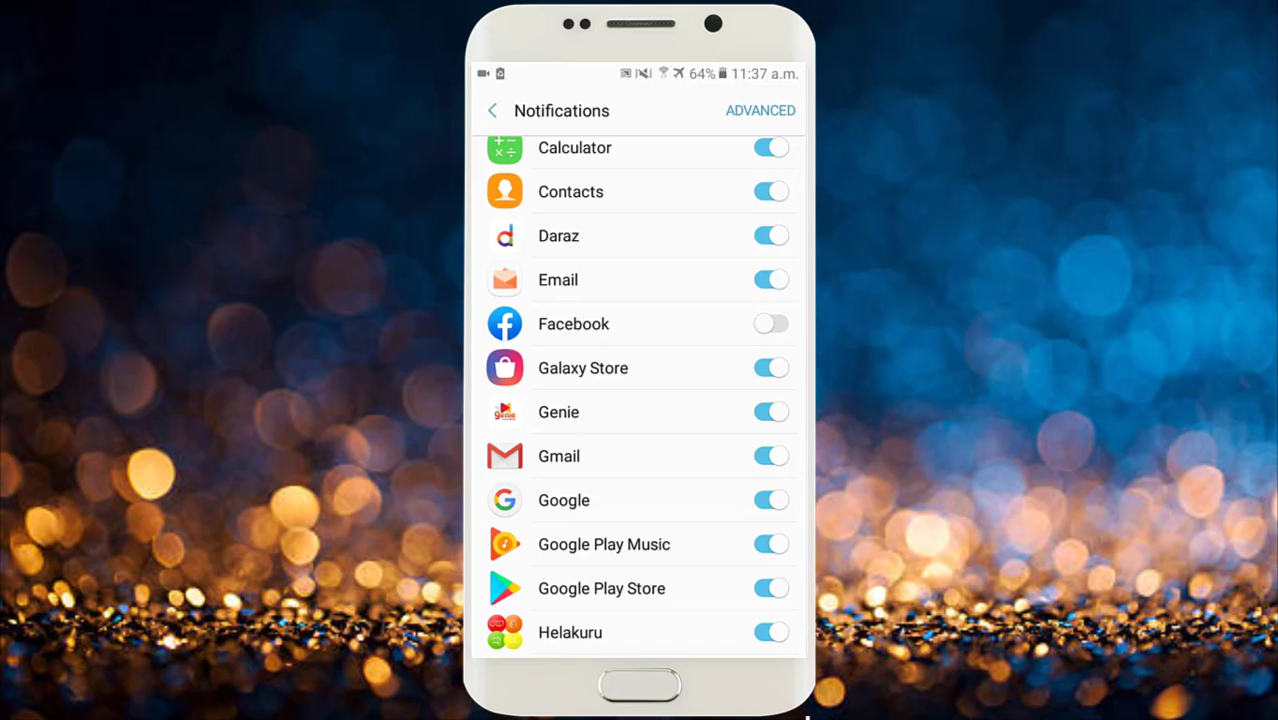 64% 11:37 a.m.
Notifications ADVANCED
Calculator
Contacts
Daraz
Email
Facebook
Galaxy Store
Genie
genie
Gmail
Google
Google Play Music
Google Play Store
Helakuru